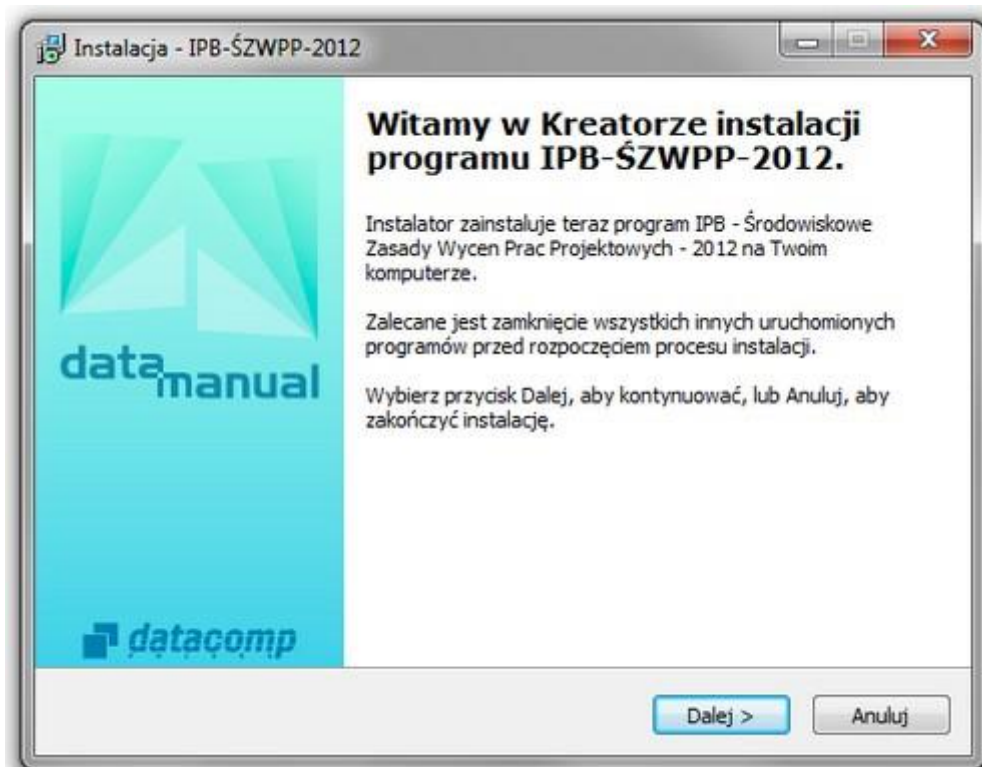 Instalacja - IPB-ŚZWPP-2012
Witamy w Kreatorze instalacji
programu IPB-ŚZWPP-2012.
Instalator zainstaluje teraz program IPB - Środowiskowe
Zasady Wycen Prac Projektowych - 2012 na Twoim
komputerze.
Zalecane jest zamknięcie wszystkich innych uruchomionych
programów przed rozpoczęciem procesu instalacji.
Wybierz przycisk Dalej, aby kontynuować, lub Anuluj, aby
zakończyć instalację.
data manual
datacomp
Dalej >
Anuluj